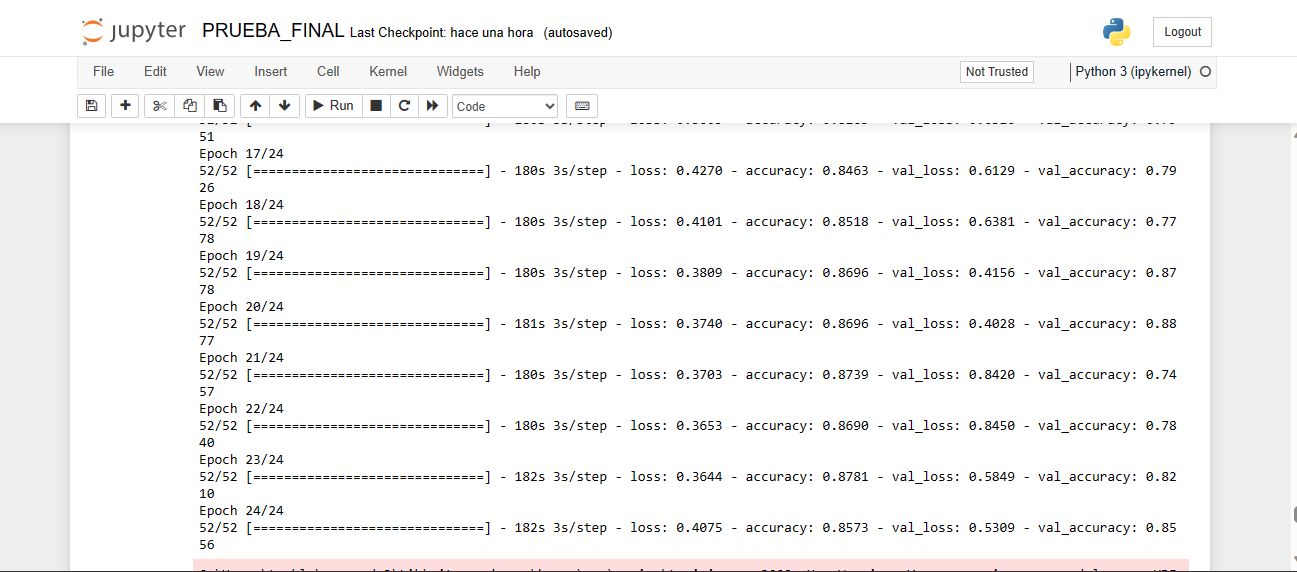 jupyter PRUEBA_FINAL Last Checkpoint: hace una hora (autosaved)
Logout
File Edit View Insert Cell Kernel Widgets Help
Not Trusted
Python 3 (ipykernel)
Run
Code
51
Epoch 17/24
52/52 [==============================] - 180s 3s/step - loss: 0.4270 - accuracy: 0.8463 - val_loss: 0.6129 - val_accuracy: 0.79
26
Epoch 18/24
52/52 [==============================] - 180s 3s/step - loss: 0.4101 - accuracy: 0.8518 - val_loss: 0.6381 - val_accuracy: 0.77
78
Epoch 19/24
52/52 [==============================] - 180s 3s/step - loss: 0.3809 - accuracy: 0.8696 - val_loss: 0.4156 - val_accuracy: 0.87
78
Epoch 20/24
52/52 [==============================] - 181s 3s/step - loss: 0.3740 - accuracy: 0.8696 - val_loss: 0.4028 - val_accuracy: 0.88
77
Epoch 21/24
52/52 [==============================] - 180s 3s/step - loss: 0.3703 - accuracy: 0.8739 - val_loss: 0.8420 - val_accuracy: 0.74
57
Epoch 22/24
52/52 [==============================] - 180s 3s/step - loss: 0.3653 - accuracy: 0.8690 - val_loss: 0.8450 - val_accuracy: 0.78
40
Epoch 23/24
52/52 [==============================] - 182s 3s/step - loss: 0.3644 - accuracy: 0.8781 - val_loss: 0.5849 - val_accuracy: 0.82
10
Epoch 24/24
52/52 [==============================] - 182s 3s/step - loss: 0.4075 - accuracy: 0.8573 - val_loss: 0.5309 - val_accuracy: 0.85
56